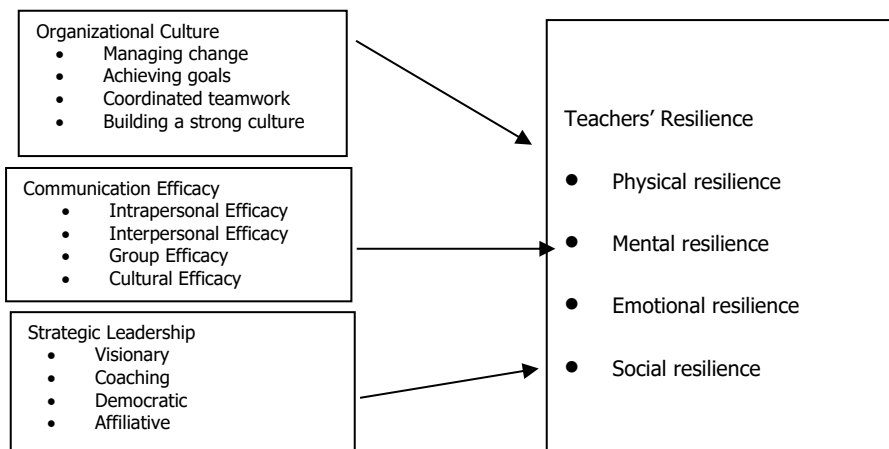 Organizational Culture
• Managing change
• Achieving goals
• Coordinated teamwork
• Building a strong culture
Communication Efficacy
• Intrapersonal Efficacy
• Interpersonal Efficacy
• Group Efficacy
• Cultural Efficacy
Strategic Leadership
• Visionary
• Coaching
• Democratic
• Affiliative
Teachers’ Resilience
• Physical resilience
• Mental resilience
• Emotional resilience
• Social resilience